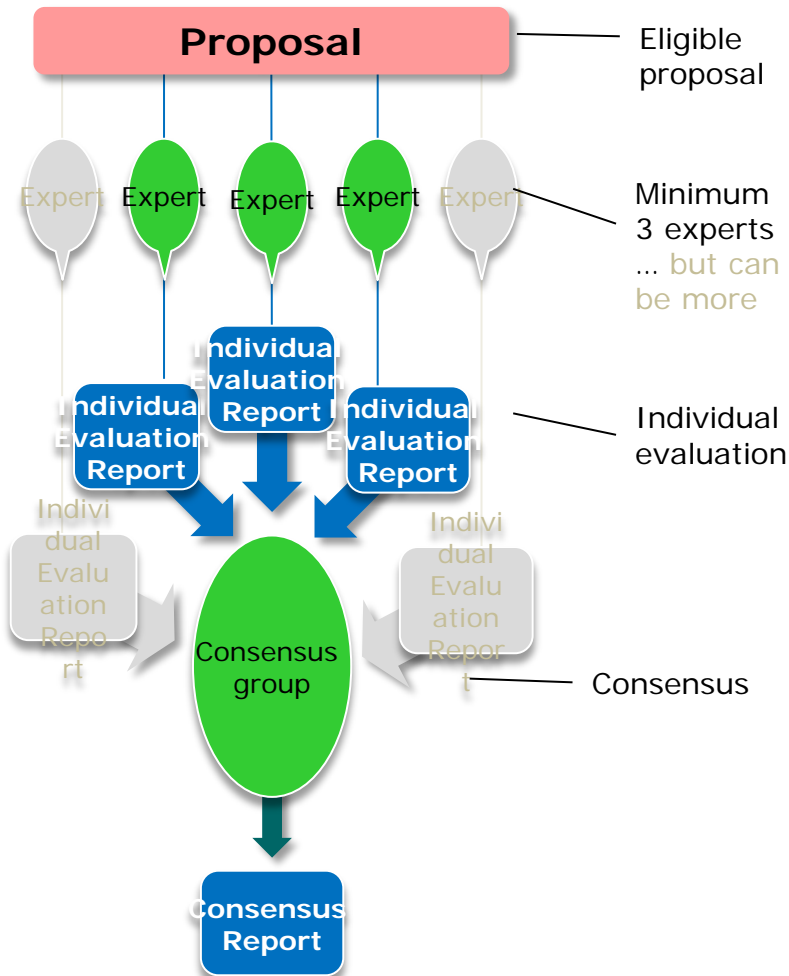 Proposal
Eligible
proposal
Expert
Expert
Expert
Expert
Expert
Minimum
3 experts
... but can
be more
Individual
Evaluation
Report
Individual
Evaluation
Report
Individual
Evaluation
Report
Individual
evaluation
Indivi
dual
Evalu
ation
Repo
rt
Indivi
dual
Evalu
ation
Repor
t
Consensus
group
Consensus
Consensus
Report